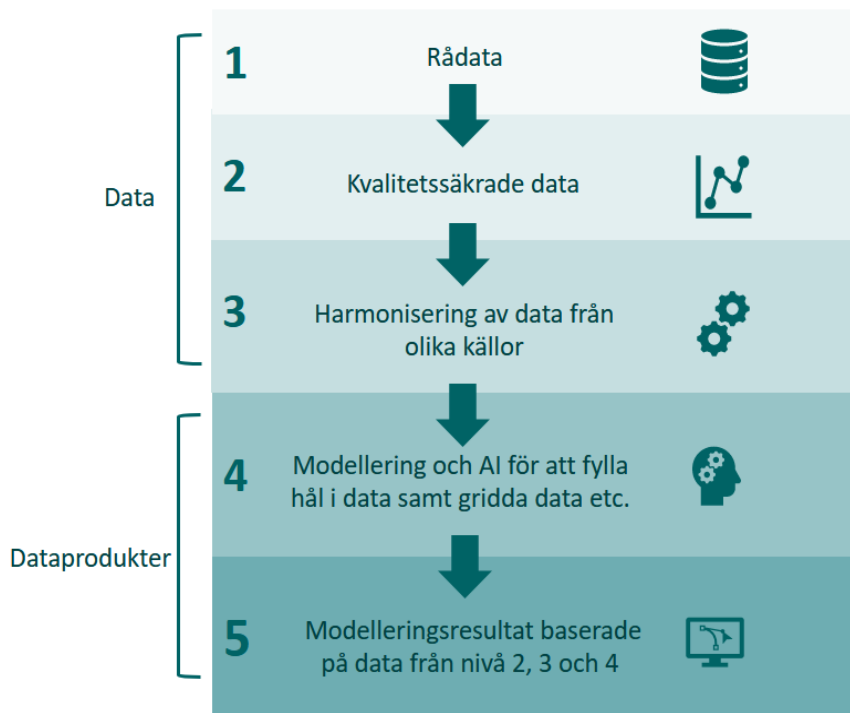 1
Rådata
2
Kvalitetssäkrade data
Data
3
Harmonisering av data från
olika källor
4
Modellering och AI för att fylla
hål i data samt gridda data etc.
Dataprodukter
5
Modelleringsresultat baserade
på data från nivå 2, 3 och 4